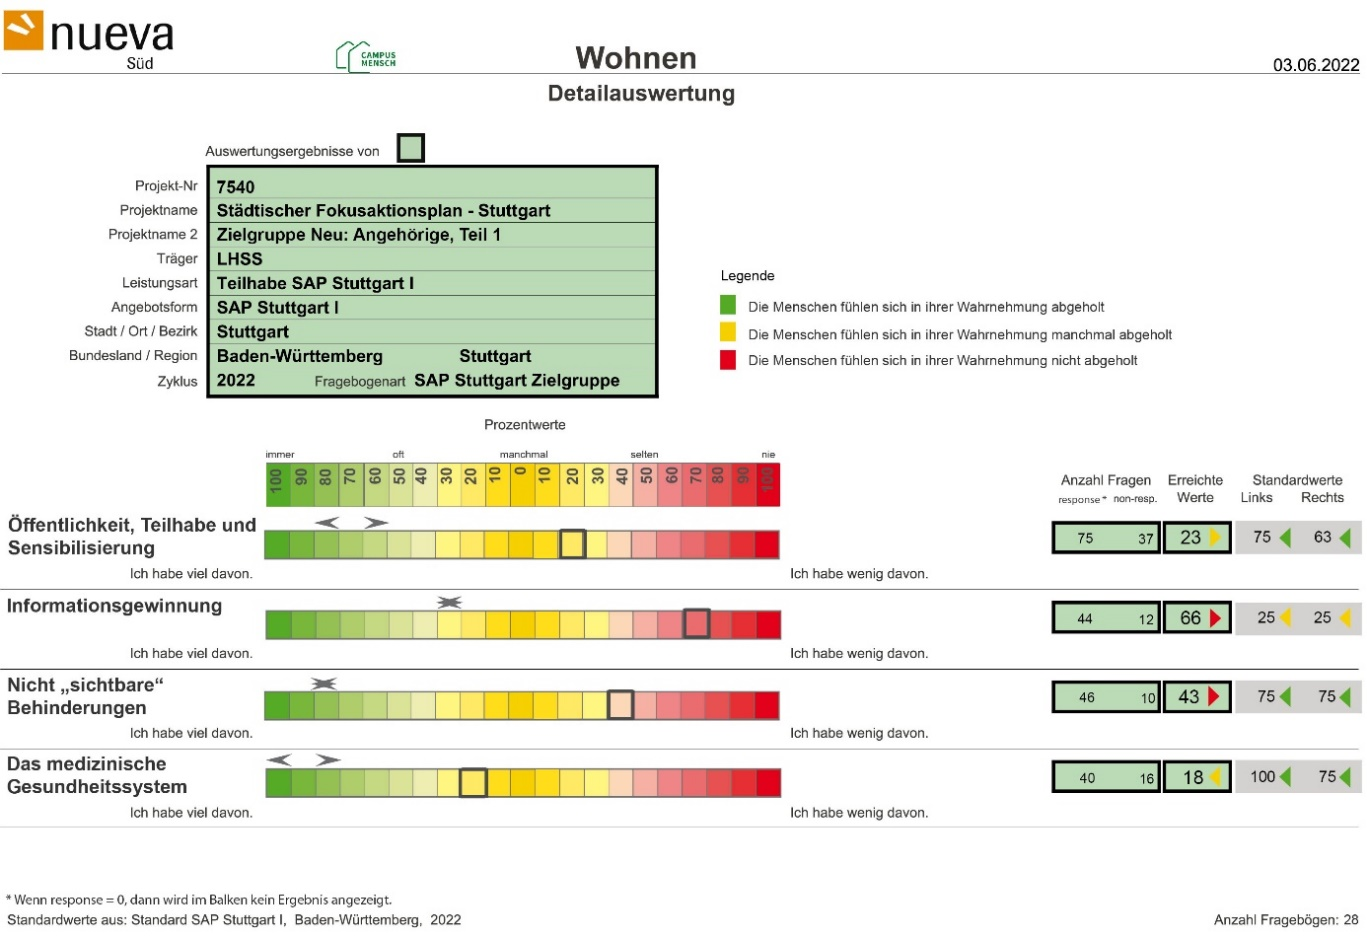 nueva
Süd
CAMPUS
MENSCH
Wohnen
03.06.2022
Detailauswertung
Auswertungsergebnisse von
Projekt-Nr 7540
Projektname Städtischer Fokusaktionsplan - Stuttgart
Projektname 2 Zielgruppe Neu: Angehörige, Teil 1
Träger LHSS
Leistungsart Teilhabe SAP Stuttgart I
Angebotsform SAP Stuttgart I
Stadt / Ort / Bezirk Stuttgart
Bundesland / Region Baden-Württemberg Stuttgart
Zyklus 2022 Fragebogenart SAP Stuttgart Zielgruppe
Legende
Die Menschen fühlen sich in ihrer Wahrnehmung abgeholt
Die Menschen fühlen sich in ihrer Wahrnehmung manchmal abgeholt
Die Menschen fühlen sich in ihrer Wahrnehmung nicht abgeholt
Prozentwerte
immer oft manchmal selten nie
100 90 80 70 60 50 40 30 20 10 0 10 20 30 40 50 60 70 80 90 100
Anzahl Fragen Erreichte Standardwerte
response * non-resp. Werte Links Rechts
Öffentlichkeit, Teilhabe und
Sensibilisierung
75 37 23 75 63
Ich habe viel davon. Ich habe wenig davon.
Informationsgewinnung
44 12 66 25 25
Ich habe viel davon. Ich habe wenig davon.
Nicht „sichtbare“
Behinderungen
46 10 43 75 75
Ich habe viel davon. Ich habe wenig davon.
Das medizinische
Gesundheitssystem
40 16 18 100 75
Ich habe viel davon. Ich habe wenig davon.
* Wenn response = 0, dann wird im Balken kein Ergebnis angezeigt.
Standardwerte aus: Standard SAP Stuttgart I, Baden-Württemberg, 2022
Anzahl Fragebögen: 28